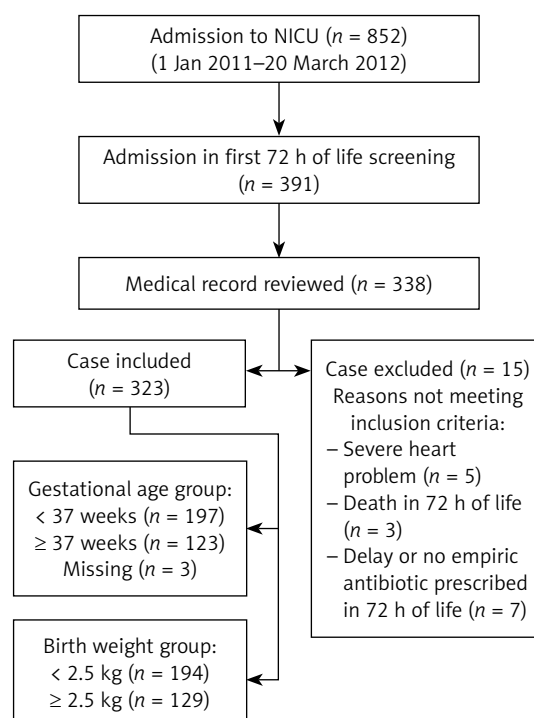 Admission to NICU (n = 852)
(1 Jan 2011–20 March 2012)
Admission in first 72 h of life screening
(n = 391)
Medical record reviewed (n = 338)
Case included
(n = 323)
Case excluded (n = 15)
Reasons not meeting
inclusion criteria:
– Severe heart
problem (n = 5)
– Death in 72 h of life
(n = 3)
– Delay or no empiric
antibiotic prescribed
in 72 h of life (n = 7)
Gestational age group:
< 37 weeks (n = 197)
≥ 37 weeks (n = 123)
Missing (n = 3)
Birth weight group:
< 2.5 kg (n = 194)
≥ 2.5 kg (n = 129)